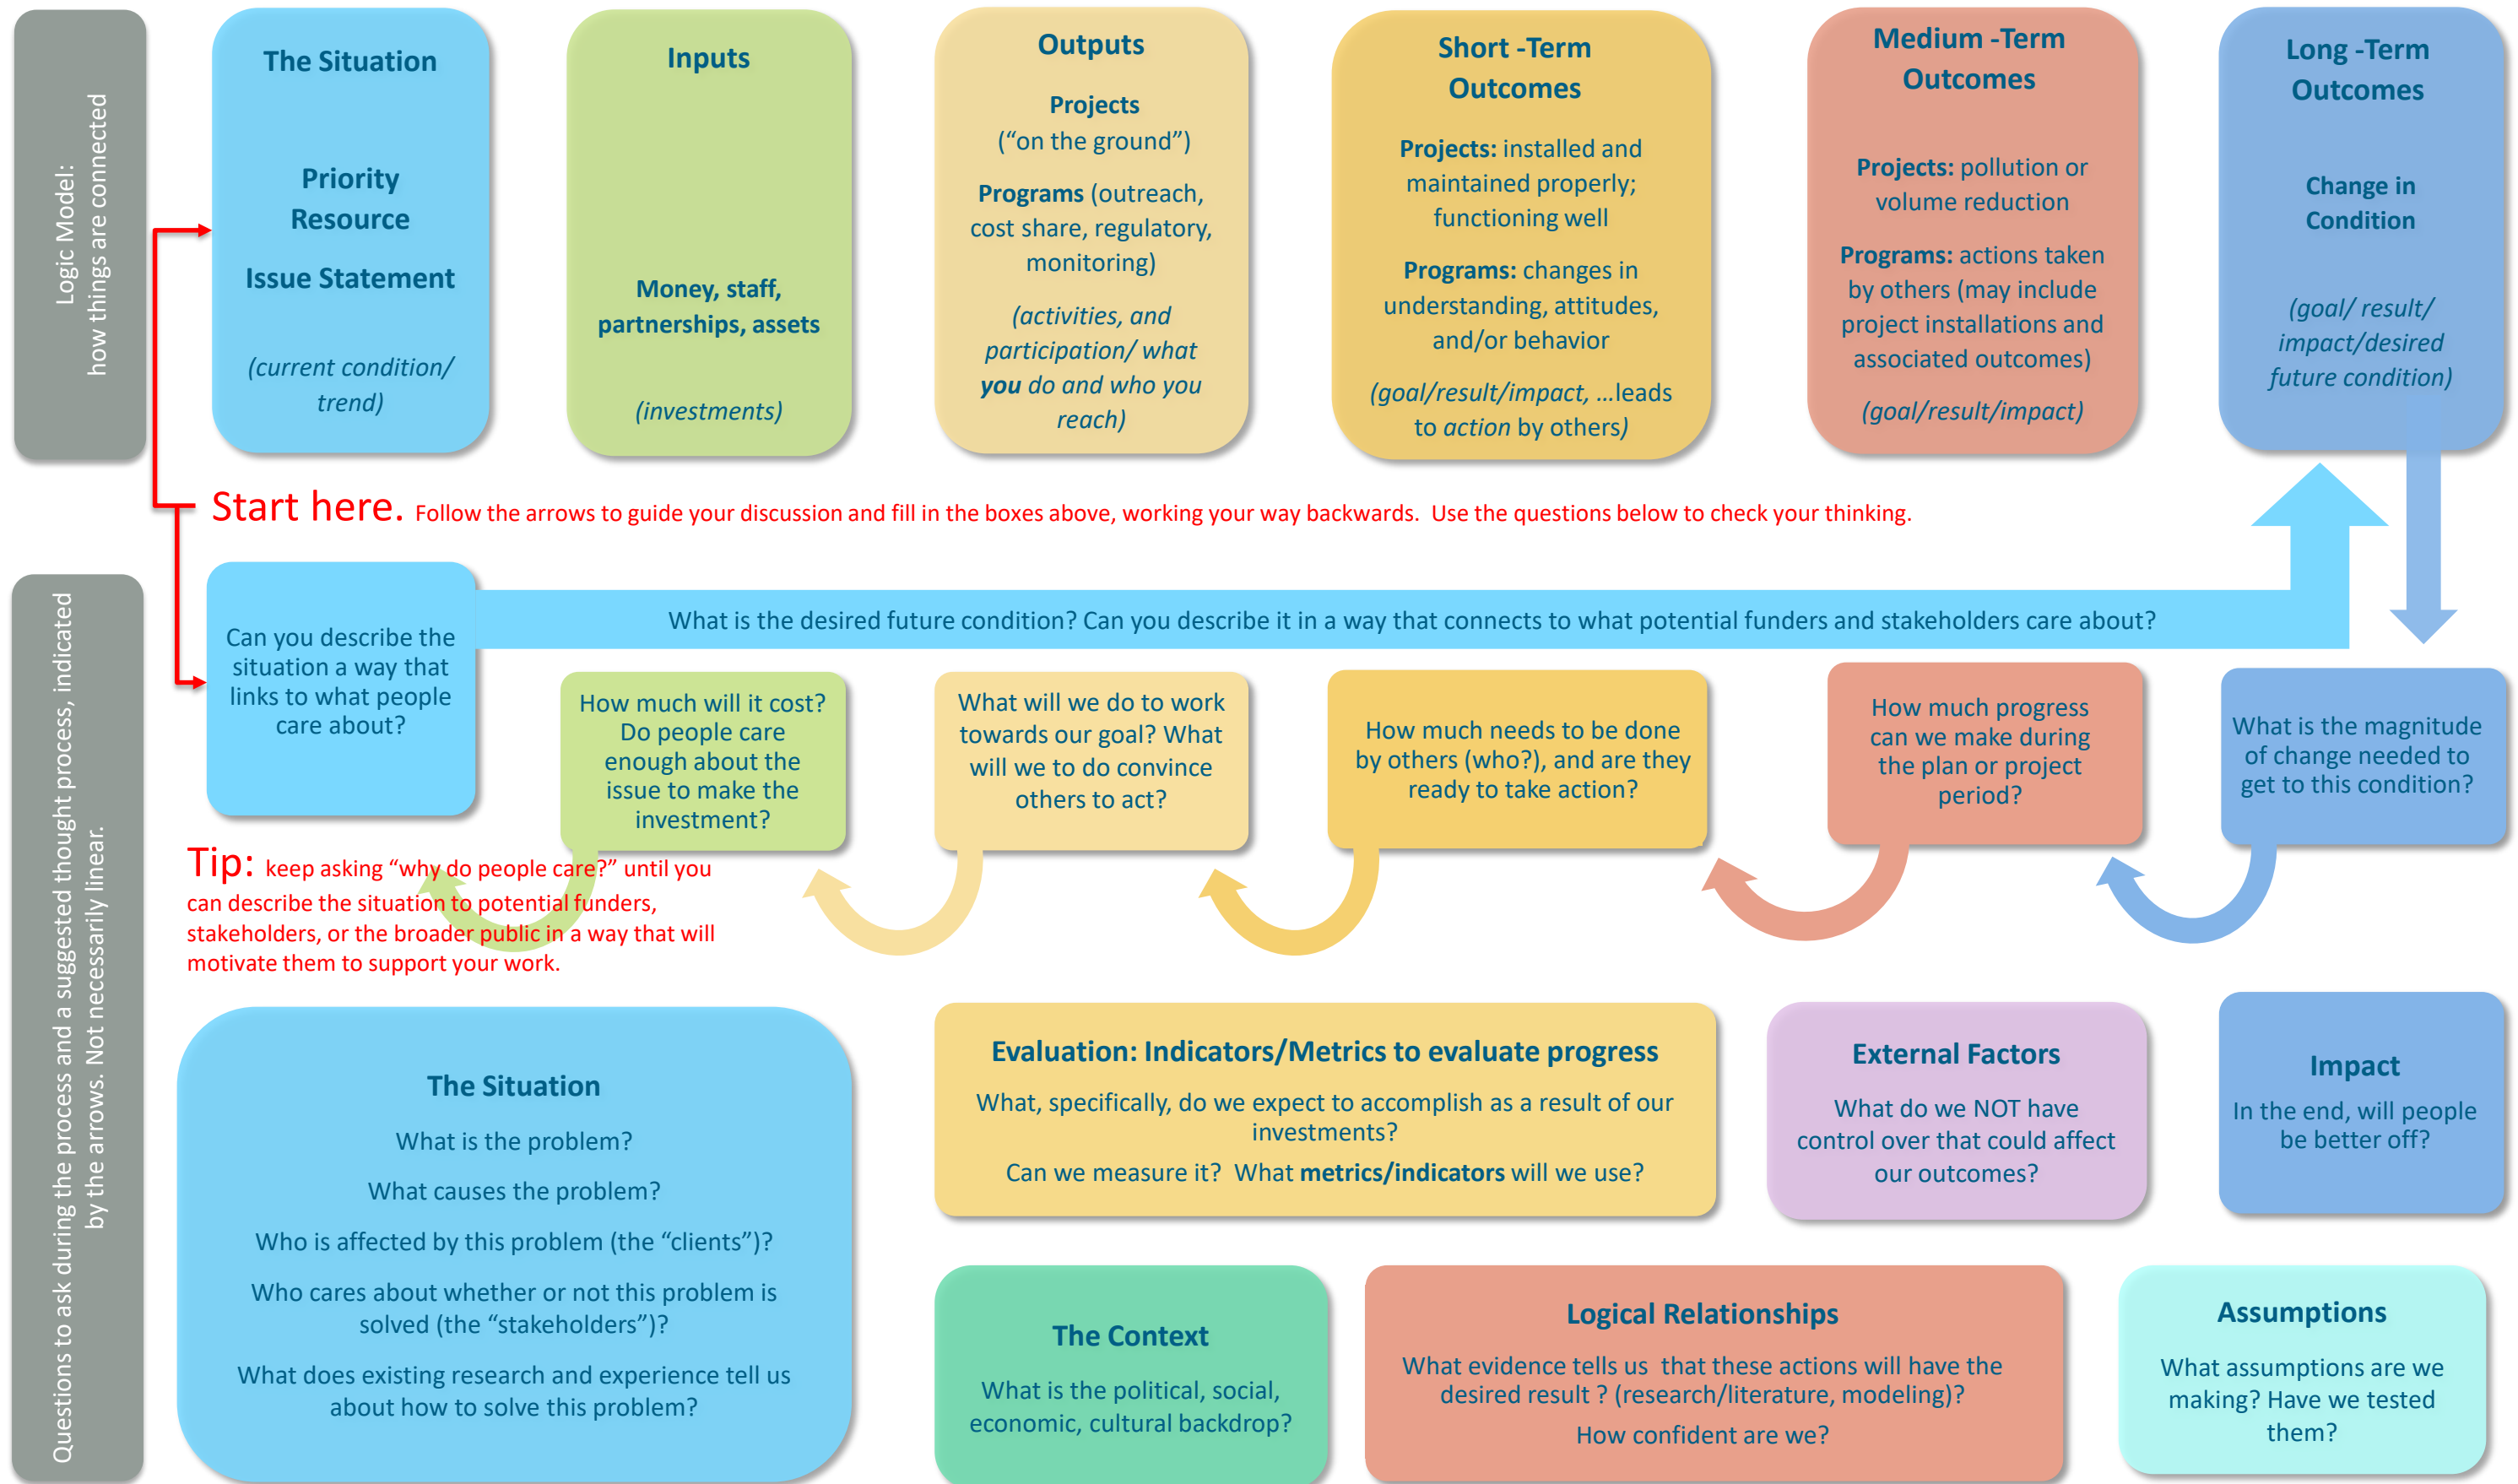 Logic Model:
how things are connected
The Situation
Priority
Resource
Issue Statement
(current condition/
trend)
Inputs
Money, staff,
partnerships, assets
(investments)
Outputs
Projects
(“on the ground”)
Programs (outreach,
cost share, regulatory,
monitoring)
(activities, and
participation/ what
you do and who you
reach)
Short -Term
Outcomes
Projects: installed and
maintained properly;
functioning well
Programs: changes in
understanding, attitudes,
and/or behavior
(goal/result/impact, …leads
to action by others)
Medium -Term
Outcomes
Projects: pollution or
volume reduction
Programs: actions taken
by others (may include
project installations and
associated outcomes)
(goal/result/impact)
Long -Term
Outcomes
Change in
Condition
(goal/ result/
impact/desired
future condition)
Start here. Follow the arrows to guide your discussion and fill in the boxes above, working your way backwards.  Use the questions below to check your thinking.
Questions to ask during the process and a suggested thought process, indicated
by the arrows. Not necessarily linear.
Can you describe the
situation a way that
links to what people
care about?
What is the desired future condition? Can you describe it in a way that connects to what potential funders and stakeholders care about?
How much will it cost?
Do people care
enough about the
issue to make the
investment?
What will we do to work
towards our goal? What
will we to do convince
others to act?
How much needs to be done
by others (who?), and are they
ready to take action?
How much progress
can we make during
the plan or project
period?
What is the magnitude
of change needed to
get to this condition?
Tip: keep asking “why do people care?” until you
can describe the situation to potential funders,
stakeholders, or the broader public in a way that will
motivate them to support your work.
The Situation
What is the problem?
What causes the problem?
Who is affected by this problem (the “clients”)?
Who cares about whether or not this problem is
solved (the “stakeholders”)?
What does existing research and experience tell us
about how to solve this problem?
Evaluation: Indicators/Metrics to evaluate progress
What, specifically, do we expect to accomplish as a result of our
investments?
Can we measure it?  What metrics/indicators will we use?
External Factors
What do we NOT have
control over that could affect
our outcomes?
Impact
In the end, will people
be better off?
The Context
What is the political, social,
economic, cultural backdrop?
Logical Relationships
What evidence tells us  that these actions will have the
desired result ? (research/literature, modeling)?
How confident are we?
Assumptions
What assumptions are we
making? Have we tested
them?